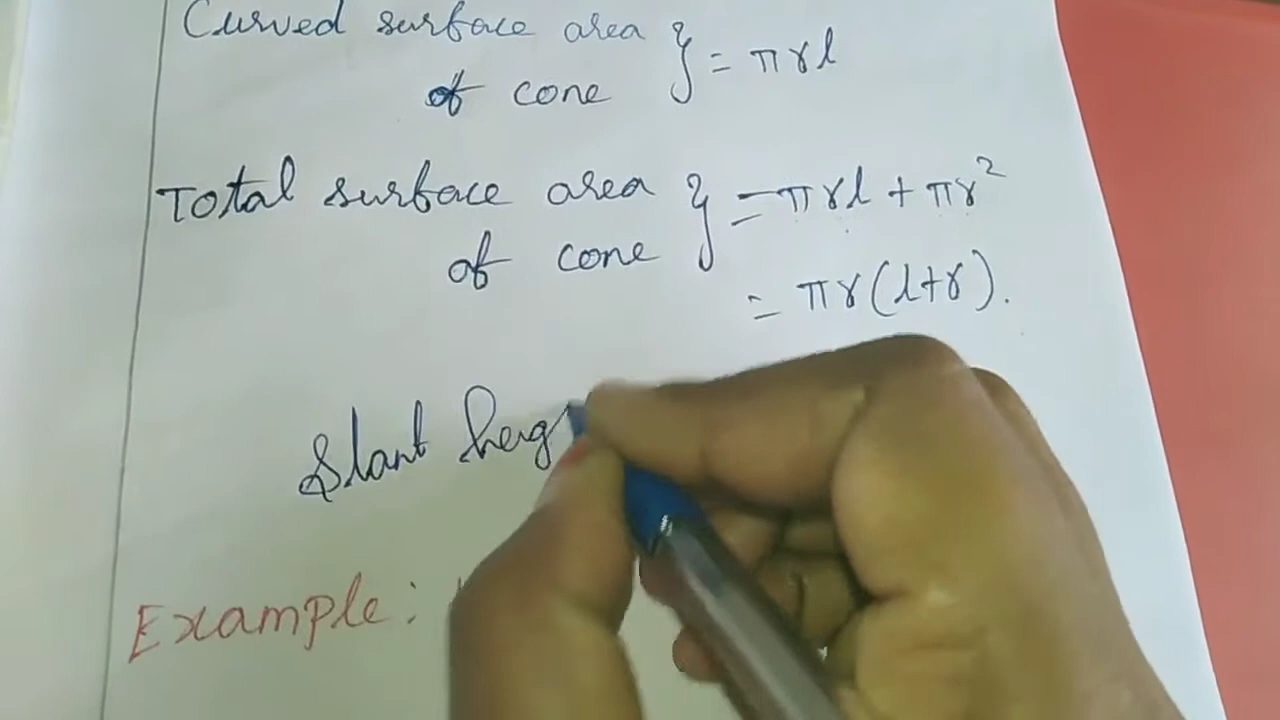 Curved surface area
of cone } = πrl
Total surface area } = πrl + πr²
of cone
= πr(l+r).
Slant heig
Example: